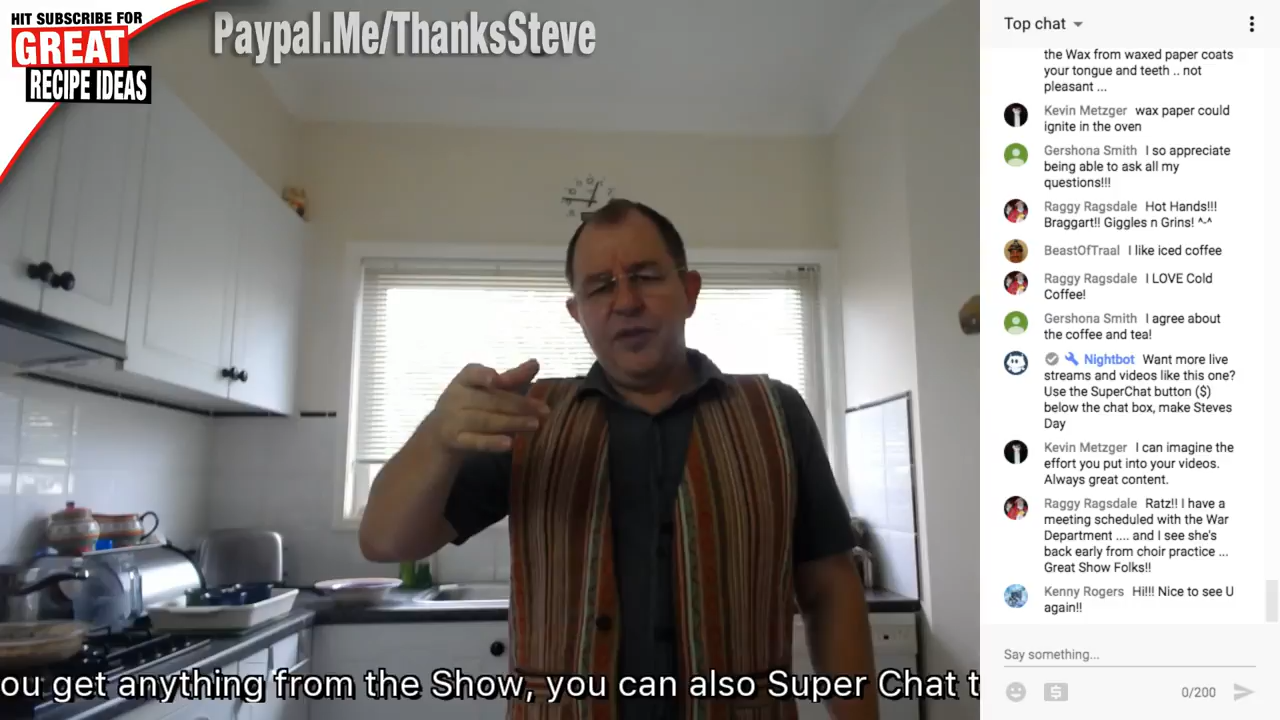 HIT SUBSCRIBE FOR
GREAT
RECIPE IDEAS
Paypal.Me/ThanksSteve
ou get anything from the Show, you can also Super Chat t
Top chat
the Wax from waxed paper coats
your tongue and teeth .. not
pleasant ...
Kevin Metzger wax paper could
ignite in the oven
Gershona Smith I so appreciate
being able to ask all my
questions!!!
Raggy Ragsdale Hot Hands!!!
Braggart!! Giggles n Grins! ^-^
BeastOfTraal I like iced coffee
Raggy Ragsdale I LOVE Cold
Coffee!
Gershona Smith I agree about
the coffee and tea!
Nightbot Want more live
streams and videos like this one?
Use the SuperChat button ($)
below the chat box, make Steves
Day
Kevin Metzger I can imagine the
effort you put into your videos.
Always great content.
Raggy Ragsdale Ratz!! I have a
meeting scheduled with the War
Department .... and I see she's
back early from choir practice ...
Great Show Folks!!
Kenny Rogers Hi!!! Nice to see U
again!!
Say something...
0/200